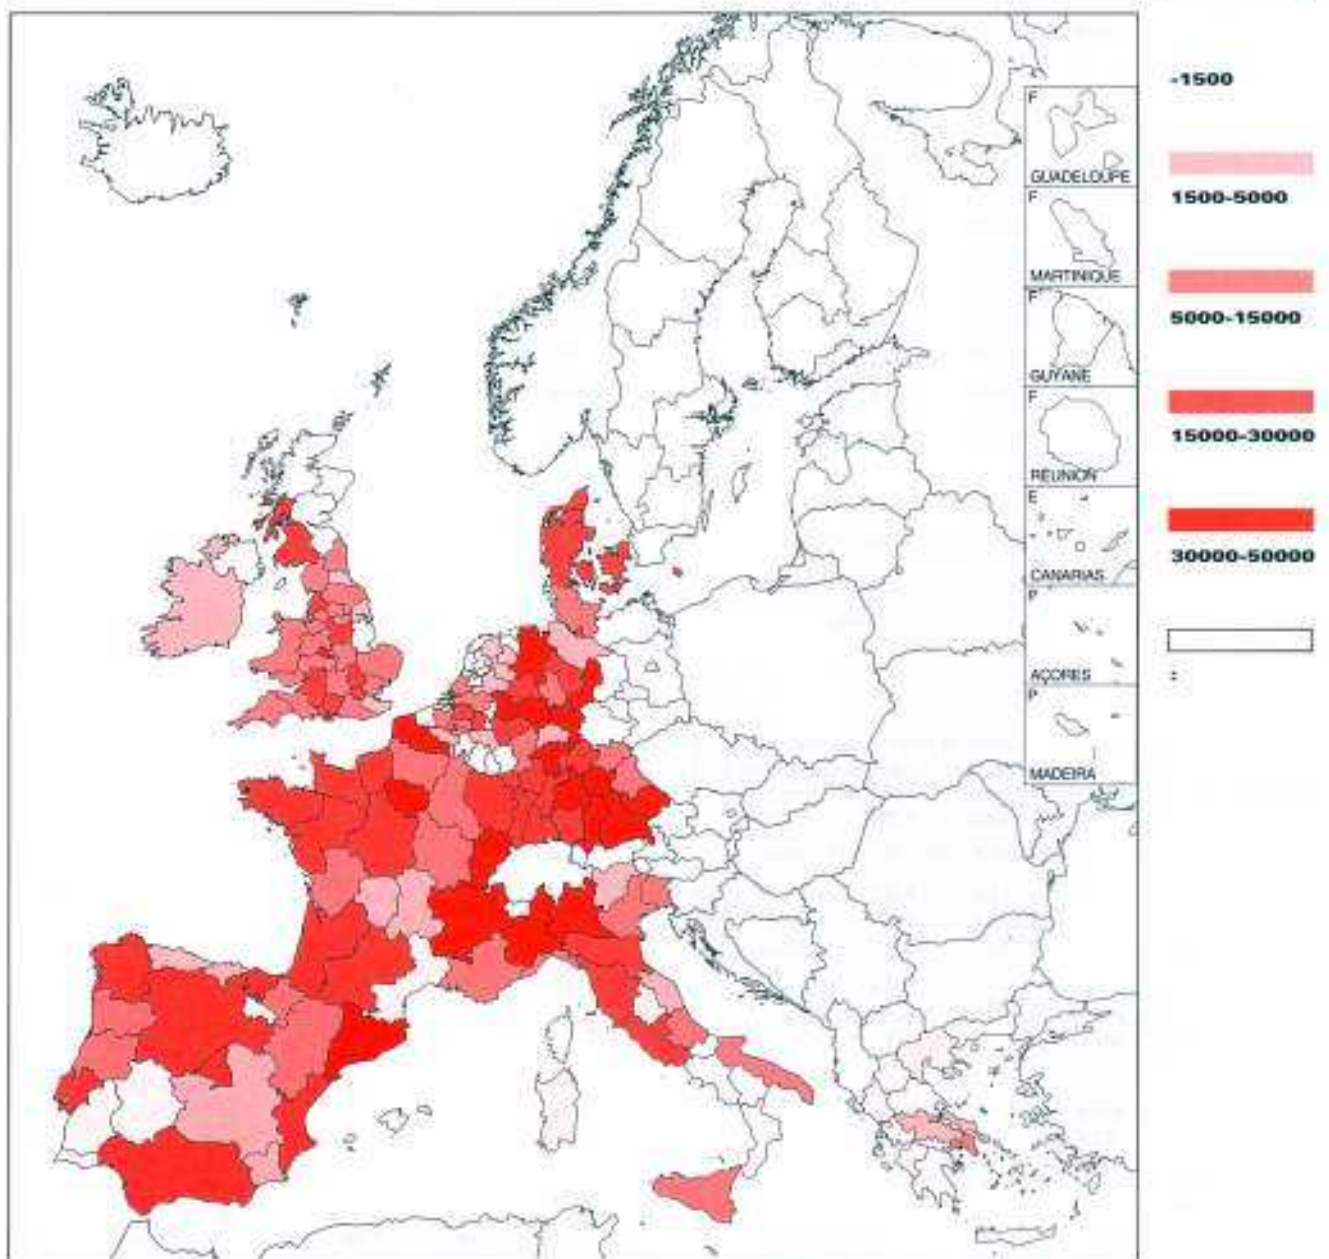 -1500
1500-5000
5000-15000
15000-30000
30000-50000
:
F
GUADELOUPE
F
MARTINIQUE
F
GUYANE
F
REUNION
E
CANARIAS
P
AÇORES
P
MADEIRA